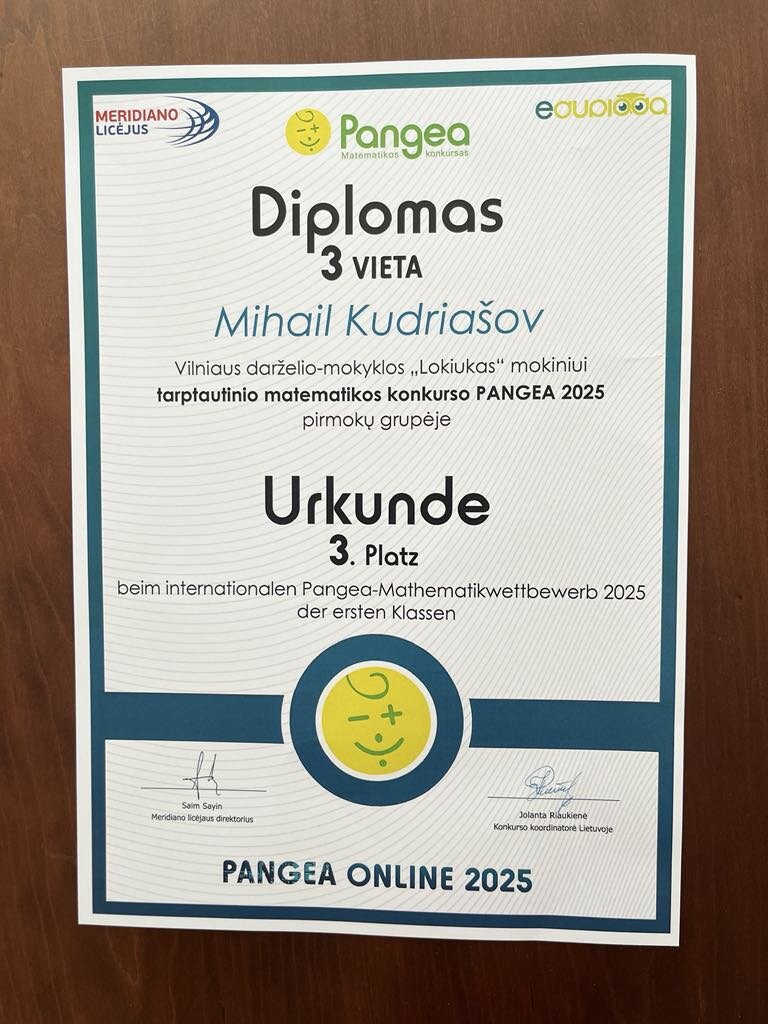 MERIDIANO
LICĖJUS
Pangea
Matematikos konkursas
Diplomas
3 VIETA
Mihail Kudriašov
Vilniaus darželio-mokyklos „Lokiukas“ mokiniui
tarptautinio matematikos konkurso PANGEA 2025
pirmokų grupėje
Urkunde
3. Platz
beim internationalen Pangea-Mathematikwettbewerb 2025
der ersten Klassen
Saim Sayin
Meridiano licėjaus direktorius
Jolanta Riaukienė
Konkurso koordinatorė Lietuvoje
PANGEA ONLINE 2025